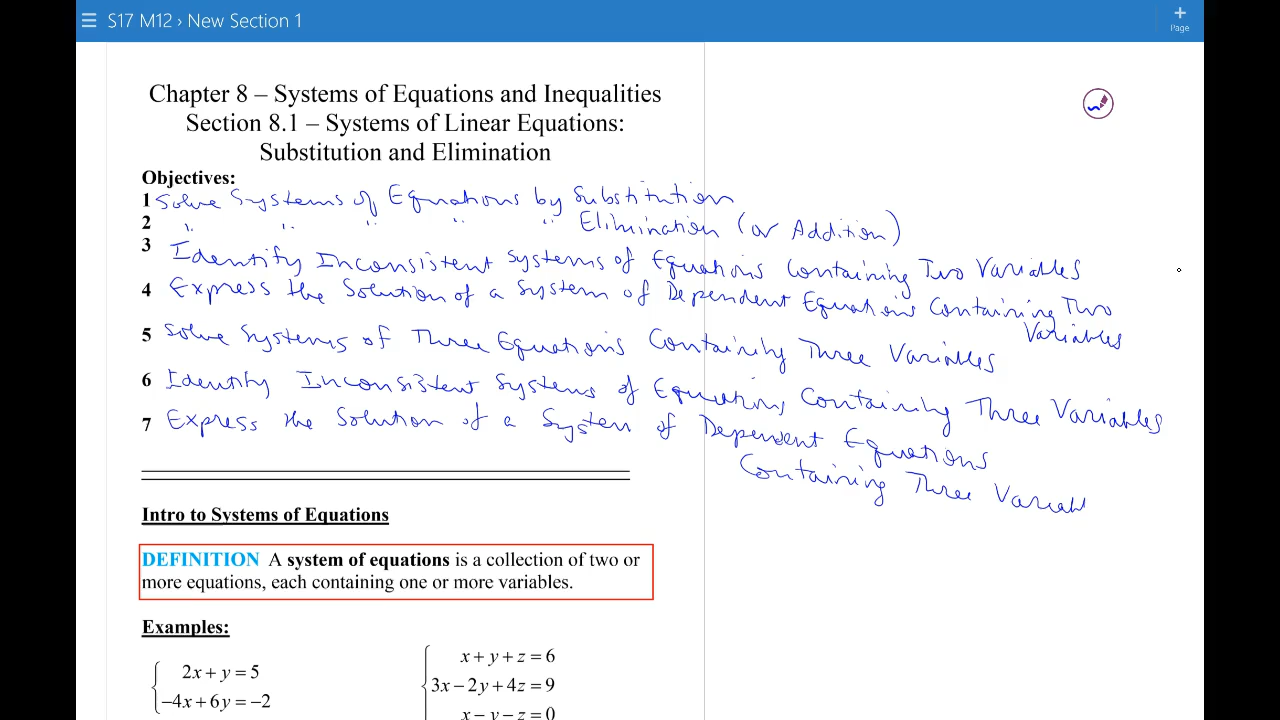 S17 M12 › New Section 1
Page
Chapter 8 – Systems of Equations and Inequalities
Section 8.1 – Systems of Linear Equations:
Substitution and Elimination
Objectives:
1 Solve Systems of Equations by Substitution
2 " " " " " Elimination (or Addition)
3 Identify Inconsistent Systems of Equations Containing Two Variables
4 Express the Solution of a System of Dependent Equations Containing Two
Variables
5 Solve Systems of Three Equations Containing Three Variables
6 Identify Inconsistent Systems of Equations Containing Three Variables
7 Express the Solution of a System of Dependent Equations
Containing Three Variabl
Intro to Systems of Equations
DEFINITION A system of equations is a collection of two or
more equations, each containing one or more variables.
Examples:
2x + y = 5
−4x + 6y = −2
x + y + z = 6
3x − 2y + 4z = 9
x − y − z = 0